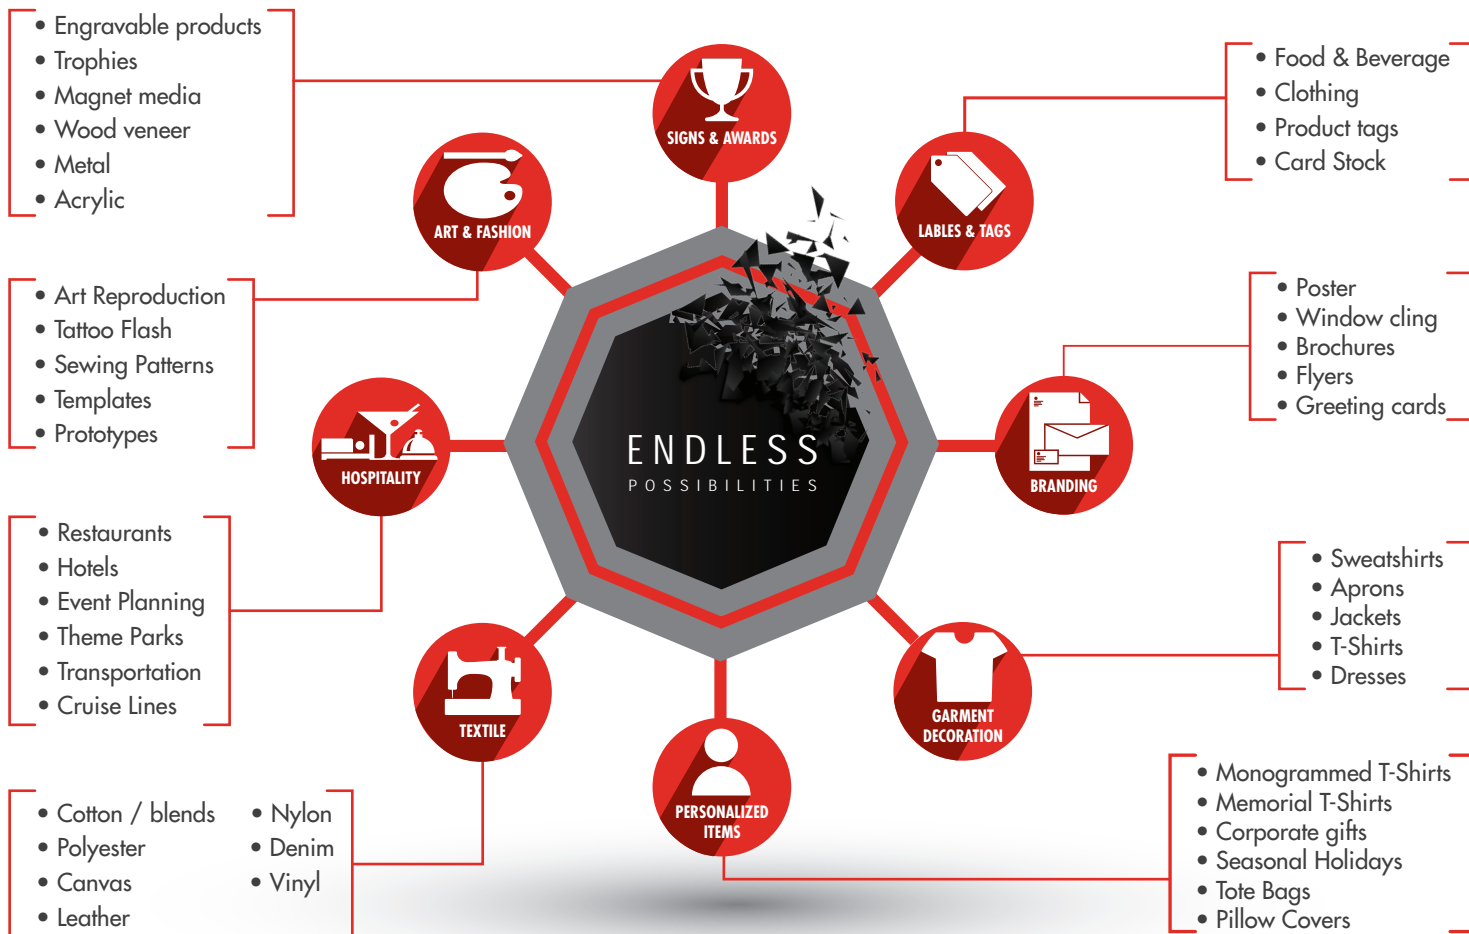 • Engravable products
• Trophies
• Magnet media
• Wood veneer
• Metal
• Acrylic
SIGNS & AWARDS
• Food & Beverage
• Clothing
• Product tags
• Card Stock
LABLES & TAGS
ART & FASHION
• Art Reproduction
• Tattoo Flash
• Sewing Patterns
• Templates
• Prototypes
• Poster
• Window cling
• Brochures
• Flyers
• Greeting cards
HOSPITALITY
ENDLESS
POSSIBILITIES
BRANDING
• Restaurants
• Hotels
• Event Planning
• Theme Parks
• Transportation
• Cruise Lines
• Sweatshirts
• Aprons
• Jackets
• T-Shirts
• Dresses
TEXTILE
GARMENT
DECORATION
PERSONALIZED
ITEMS
• Cotton / blends
• Polyester
• Canvas
• Leather
• Nylon
• Denim
• Vinyl
• Monogrammed T-Shirts
• Memorial T-Shirts
• Corporate gifts
• Seasonal Holidays
• Tote Bags
• Pillow Covers